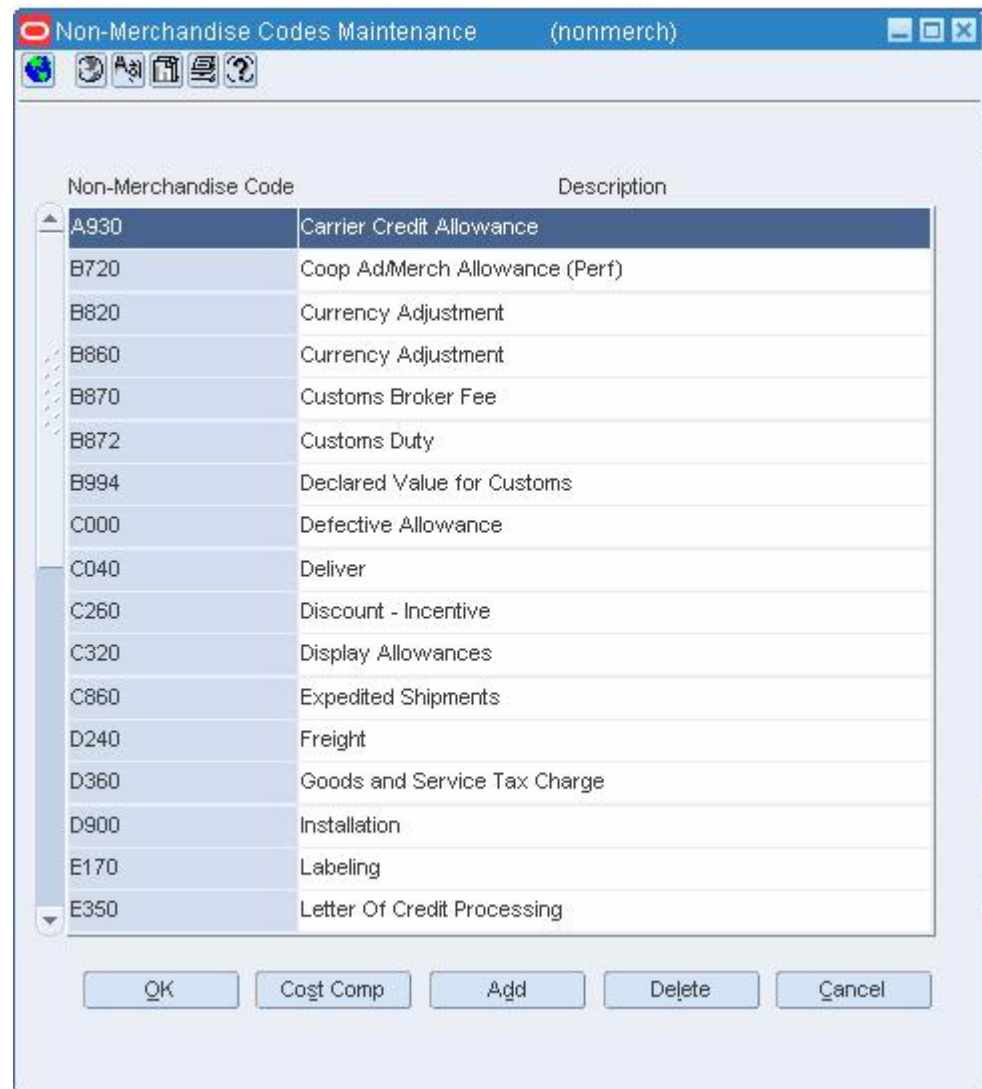 Non-Merchandise Codes Maintenance (nonmerch)
Non-Merchandise Code Description
A930 Carrier Credit Allowance
B720 Coop Ad/Merch Allowance (Perf)
B820 Currency Adjustment
B860 Currency Adjustment
B870 Customs Broker Fee
B872 Customs Duty
B994 Declared Value for Customs
C000 Defective Allowance
C040 Deliver
C260 Discount - Incentive
C320 Display Allowances
C860 Expedited Shipments
D240 Freight
D360 Goods and Service Tax Charge
D900 Installation
E170 Labeling
E350 Letter Of Credit Processing
OK Cost Comp Add Delete Cancel